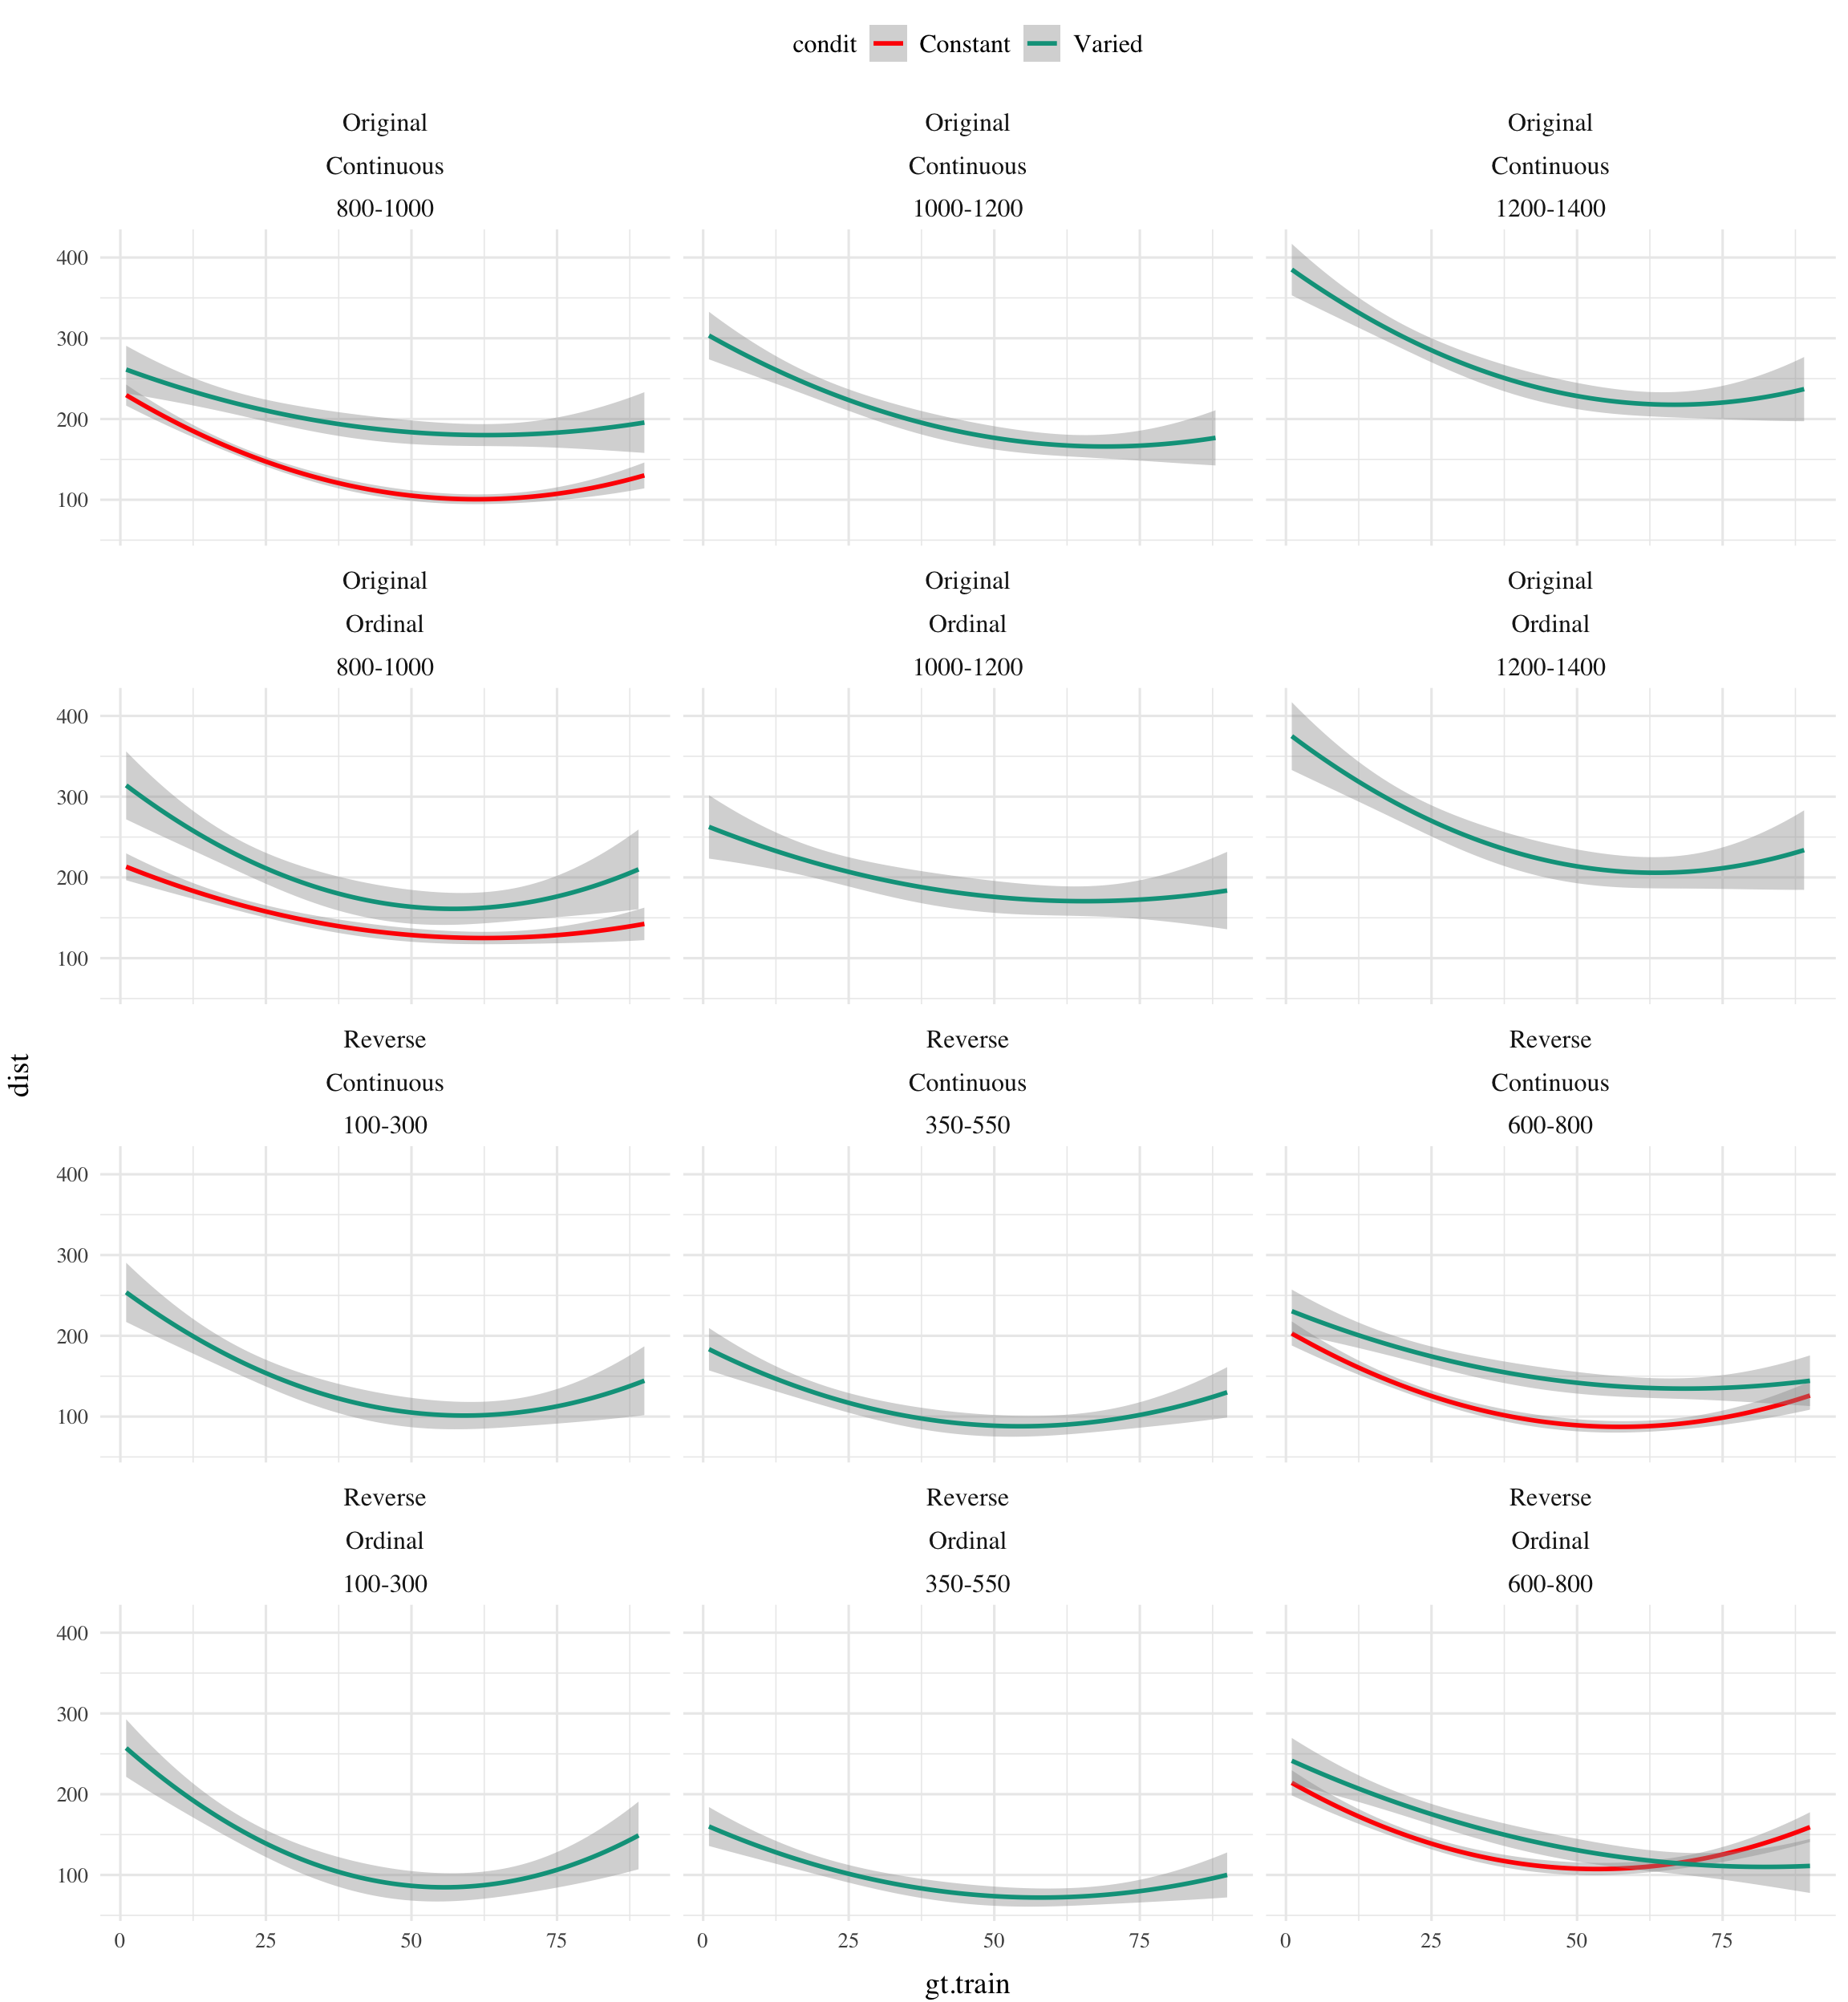 condit Constant Varied
Original Original Original
Continuous Continuous Continuous
800-1000 1000-1200 1200-1400
400
300
200
100
Original Original Original
Ordinal Ordinal Ordinal
800-1000 1000-1200 1200-1400
400
300
200
100
dist
Reverse Reverse Reverse
Continuous Continuous Continuous
100-300 350-550 600-800
400
300
200
100
Reverse Reverse Reverse
Ordinal Ordinal Ordinal
100-300 350-550 600-800
400
300
200
100
0 25 50 75 0 25 50 75 0 25 50 75
gt.train